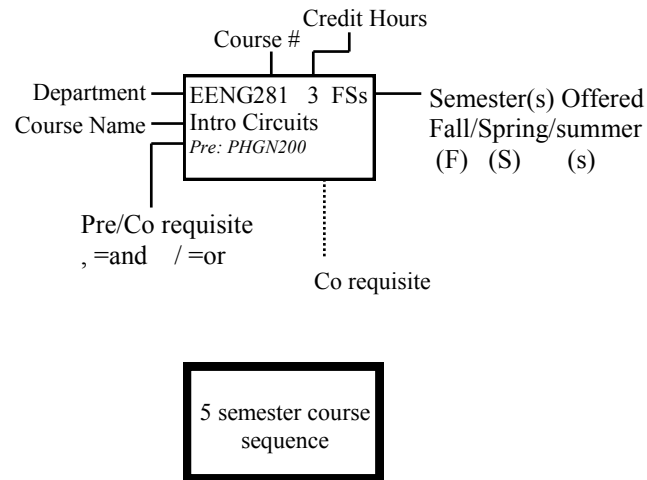 Credit Hours
Course #
Department
EENG281 3 FSs
Semester(s) Offered
Course Name
Intro Circuits
Fall/Spring/summer
Pre: PHGN200
(F) (S) (s)
Pre/Co requisite
, =and / =or
Co requisite
5 semester course
sequence